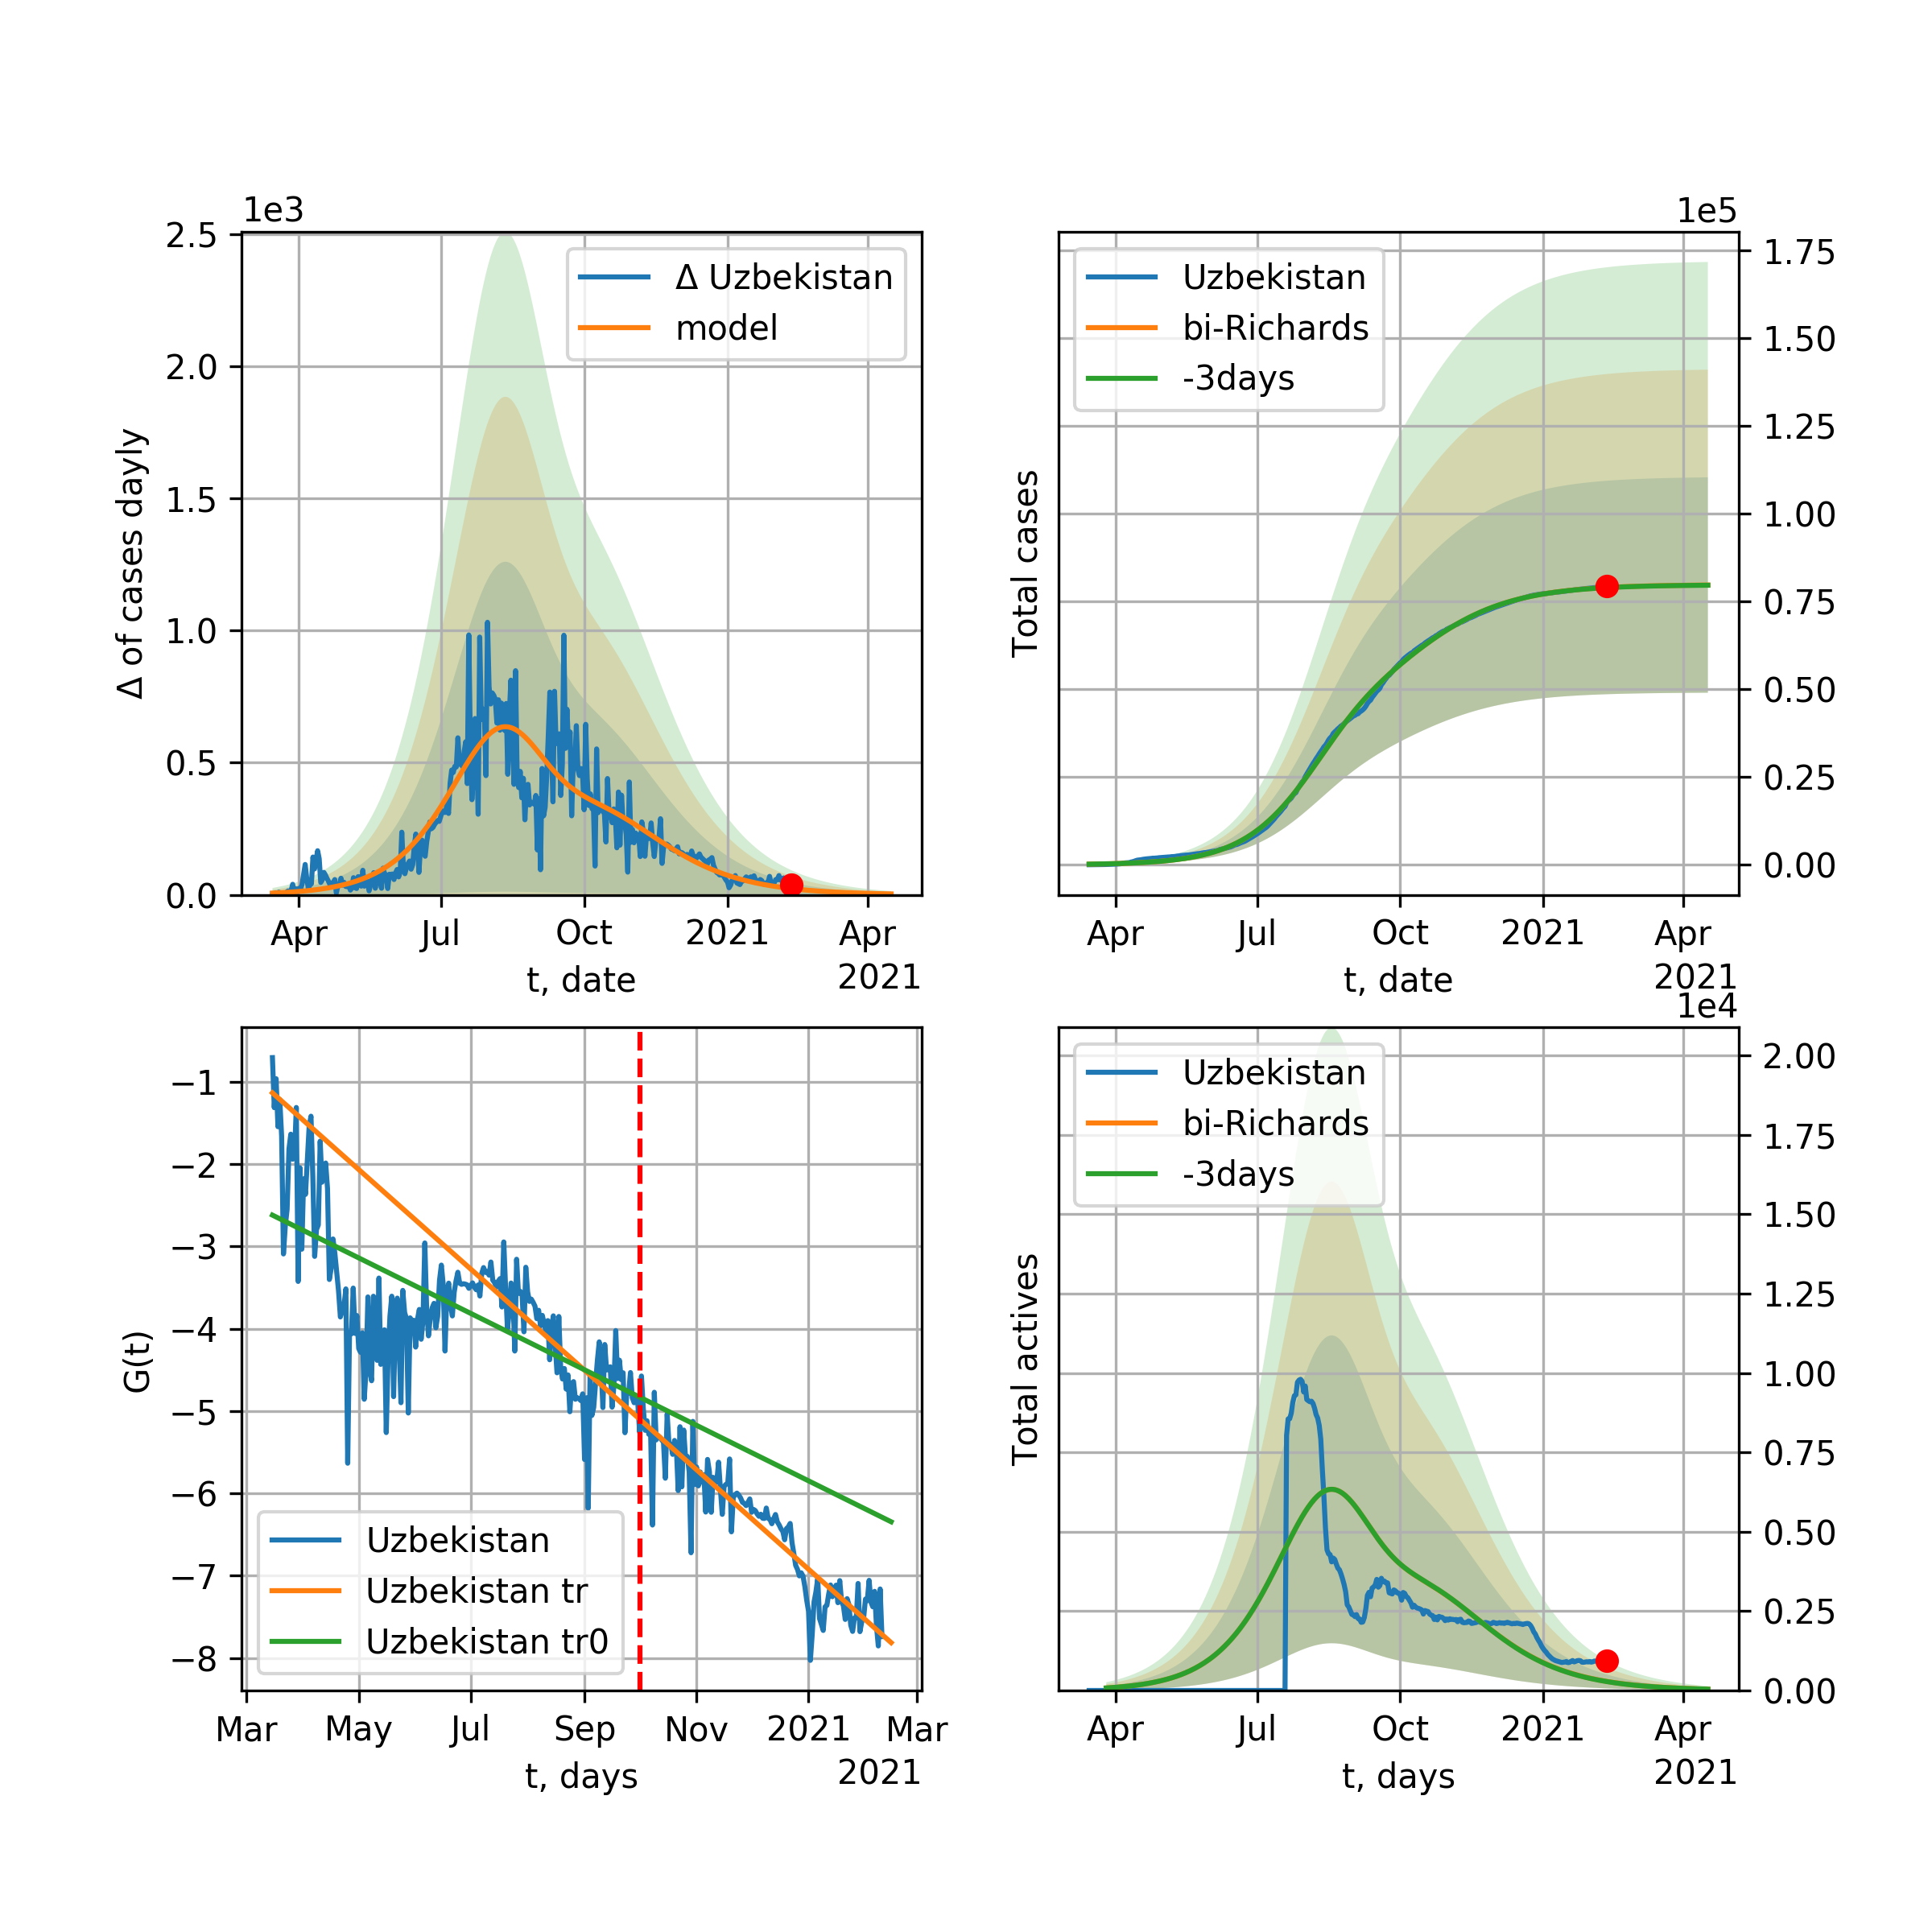 1e3
2.5
2.0
1.5
1.0
0.5
0.0
Δ of cases dayly
Δ Uzbekistan
model
Apr
Jul
Oct
2021
Apr
2021
t, date
1e5
1.75
1.50
1.25
1.00
0.75
0.50
0.25
0.00
Total cases
Uzbekistan
bi-Richards
-3days
Apr
Jul
Oct
2021
Apr
2021
t, date
−1
−2
−3
−4
−5
−6
−7
−8
G(t)
Uzbekistan
Uzbekistan tr
Uzbekistan tr0
Mar
May
Jul
Sep
Nov
2021
Mar
2021
t, days
1e4
2.00
1.75
1.50
1.25
1.00
0.75
0.50
0.25
0.00
Total actives
Uzbekistan
bi-Richards
-3days
Apr
Jul
Oct
2021
Apr
2021
t, days